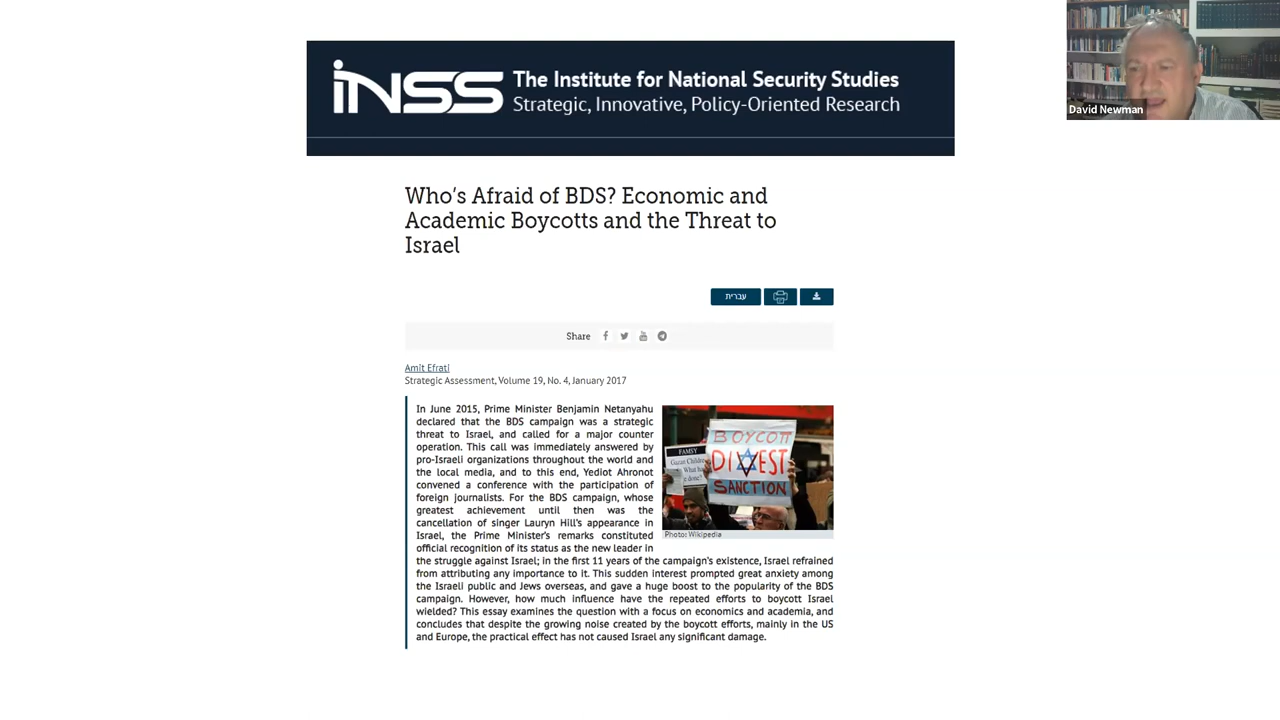 David Newman
INSS The Institute for National Security Studies
Strategic, Innovative, Policy-Oriented Research
Who's Afraid of BDS? Economic and
Academic Boycotts and the Threat to
Israel
עברית
Share
Amit Efrati
Strategic Assessment, Volume 19, No. 4, January 2017
In June 2015, Prime Minister Benjamin Netanyahu
declared that the BDS campaign was a strategic
threat to Israel, and called for a major counter
operation. This call was immediately answered by
pro-Israeli organizations throughout the world and
the local media, and to this end, Yediot Ahronot
convened a conference with the participation of
foreign journalists. For the BDS campaign, whose
greatest achievement until then was the
cancellation of singer Lauryn Hill's appearance in
Israel, the Prime Minister's remarks constituted
official recognition of its status as the new leader in
the struggle against Israel; in the first 11 years of the campaign's existence, Israel refrained
from attributing any importance to it. This sudden interest prompted great anxiety among
the Israeli public and Jews overseas, and gave a huge boost to the popularity of the BDS
campaign. However, how much influence have the repeated efforts to boycott Israel
wielded? This essay examines the question with a focus on economics and academia, and
concludes that despite the growing noise created by the boycott efforts, mainly in the US
and Europe, the practical effect has not caused Israel any significant damage.
FAMSY
BOYCOTT
DIVEST
SANCTION
Photo: Wikipedia